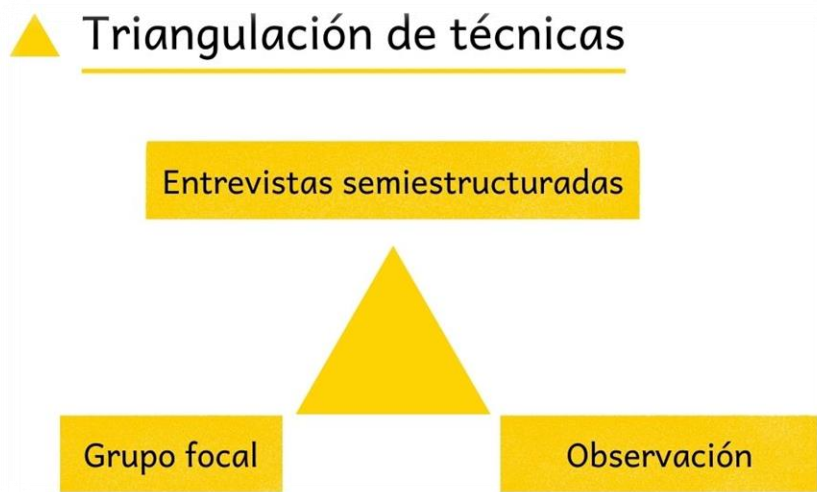 Triangulación de técnicas
Entrevistas semiestructuradas
Grupo focal
Observación